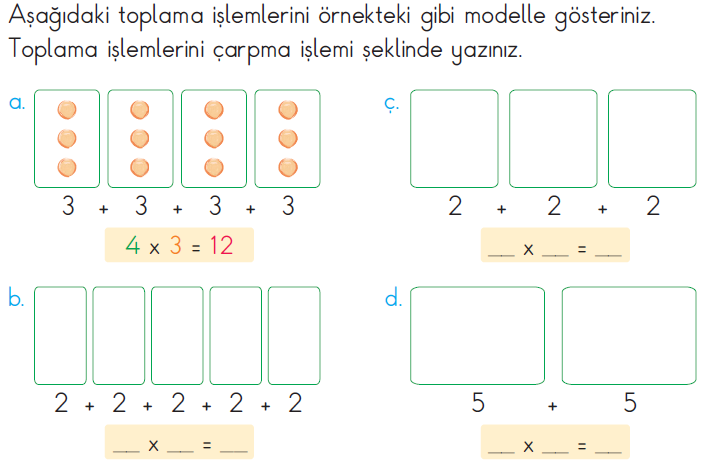 Aşağıdaki toplama işlemlerini örnekteki gibi modelle gösteriniz.
Toplama işlemlerini çarpma işlemi şeklinde yazınız.
a.
3 + 3 + 3 + 3
4 x 3 = 12
b.
2 + 2 + 2 + 2 + 2
__ x __ = __
ç.
2 + 2 + 2
__ x __ = __
d.
5 + 5
__ x __ = __